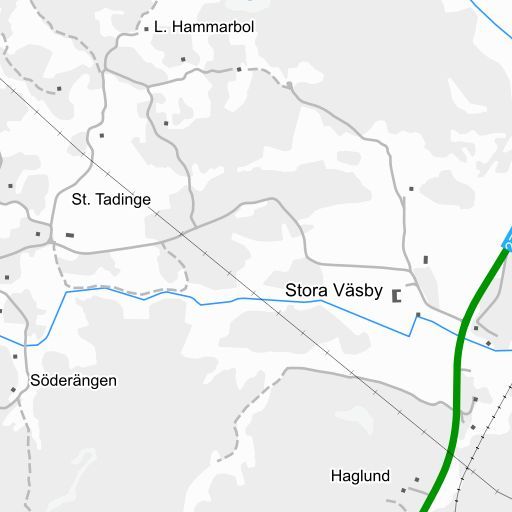 L. Hammarbol
St. Tadinge
Stora Väsby
Söderängen
Haglund